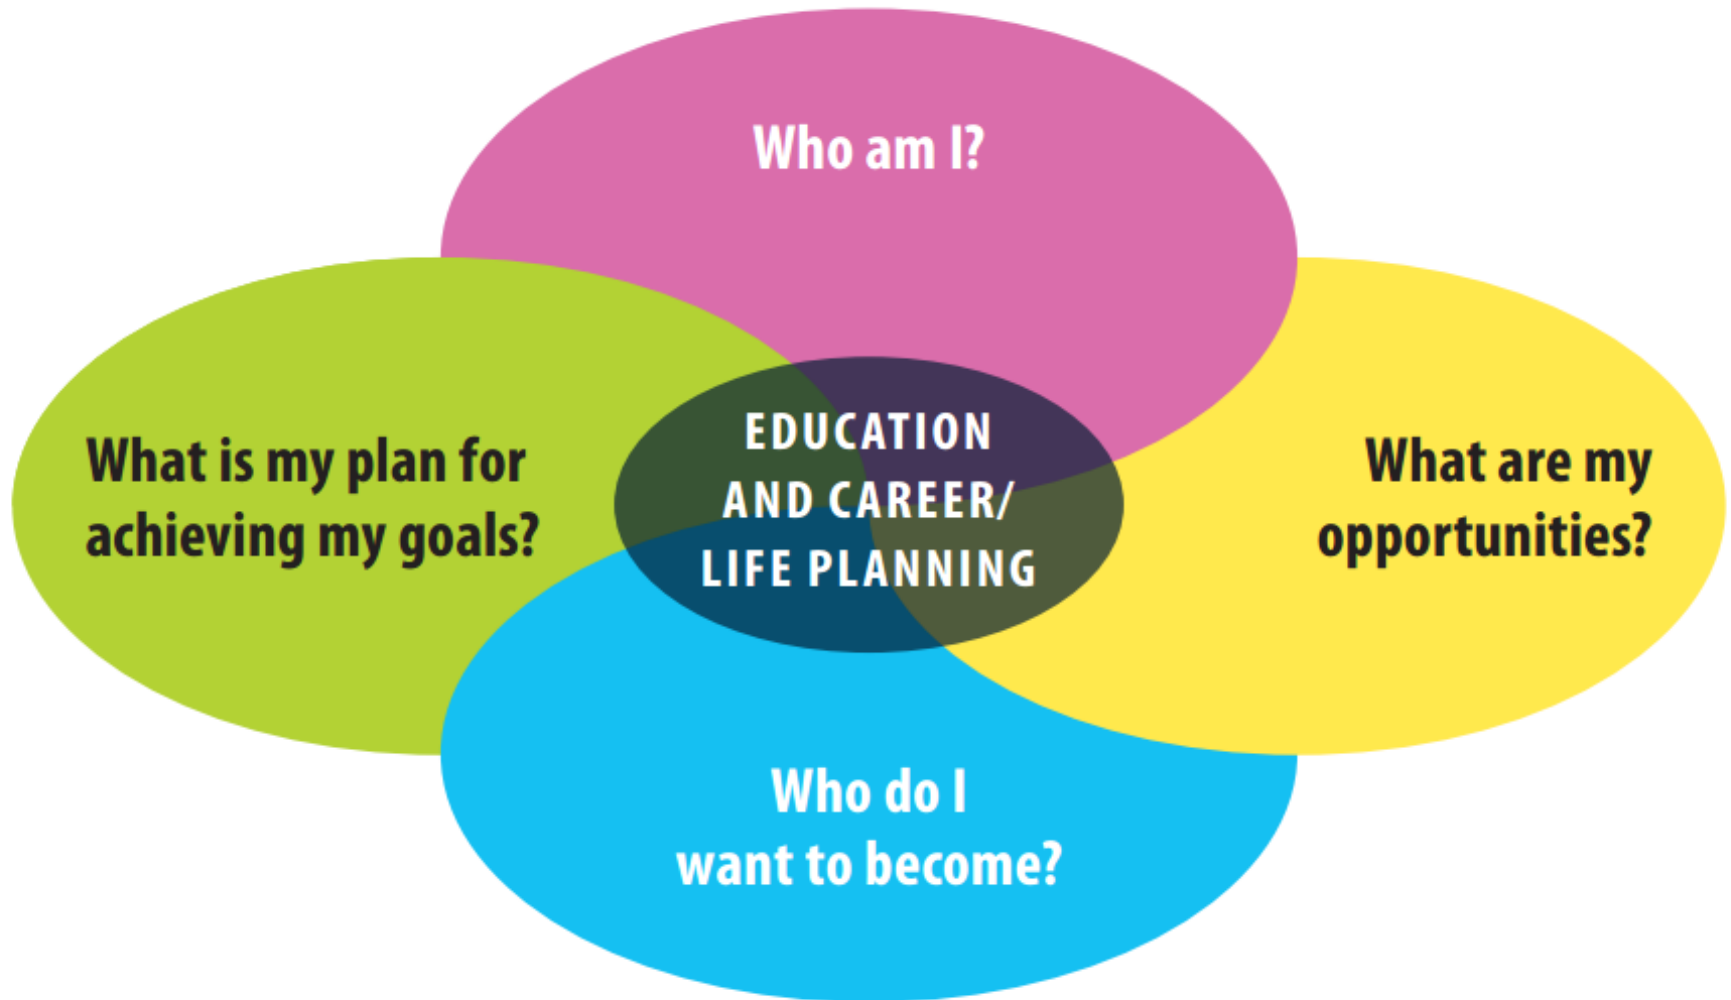 Who am I?
What are my
opportunities?
Who do I
want to become?
What is my plan for
achieving my goals?
EDUCATION
AND CAREER/
LIFE PLANNING